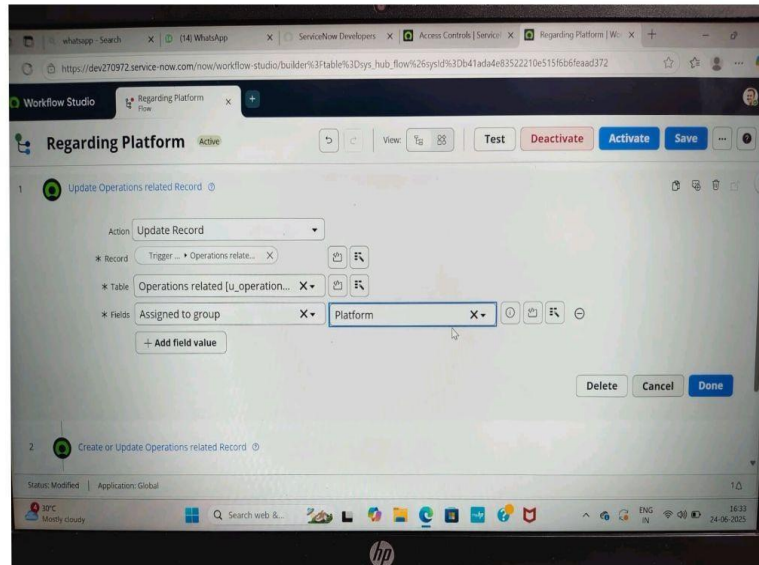 whatsapp - Search
(14) WhatsApp
ServiceNow Developers
Access Controls | Service
Regarding Platform | Wo
https://dev270972.service-now.com/now/workflow-studio/builder%3Ftable%3Dsys_hub_flow%26sysId%3Db41ada4e83522210e515f6b6feaad372
Workflow Studio
Regarding Platform
Flow
Regarding Platform Active
View:
Test
Deactivate
Activate
Save
1 Update Operations related Record
Action Update Record
* Record Trigger ... ▸ Operations relate... X
* Table Operations related [u_operation... X
* Fields Assigned to group X Platform X
+ Add field value
Delete Cancel Done
2 Create or Update Operations related Record
Status: Modified | Application: Global
30°C
Mostly cloudy
Search web &...
ENG
IN
16:33
24-06-2025
hp